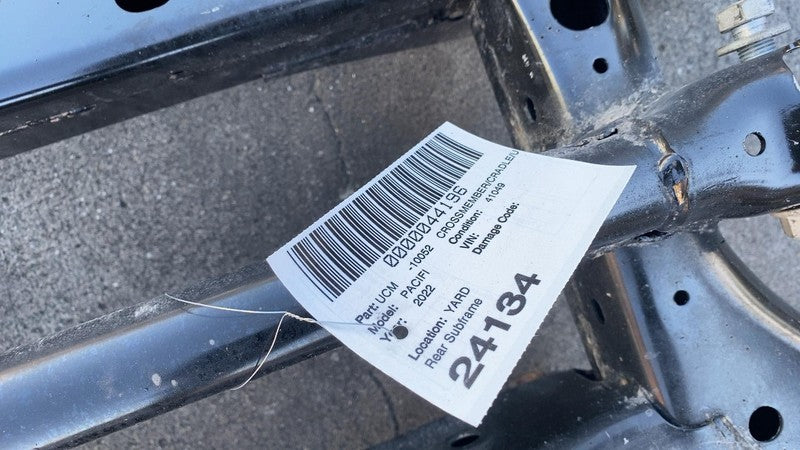 0000044196
Part: UCM -10052 CROSSMEMBER/CRADLE/U
Model: PACIFI Condition: 41049
Year: 2022 VIN:
Damage Code:
Location: YARD
Rear Subframe
24134